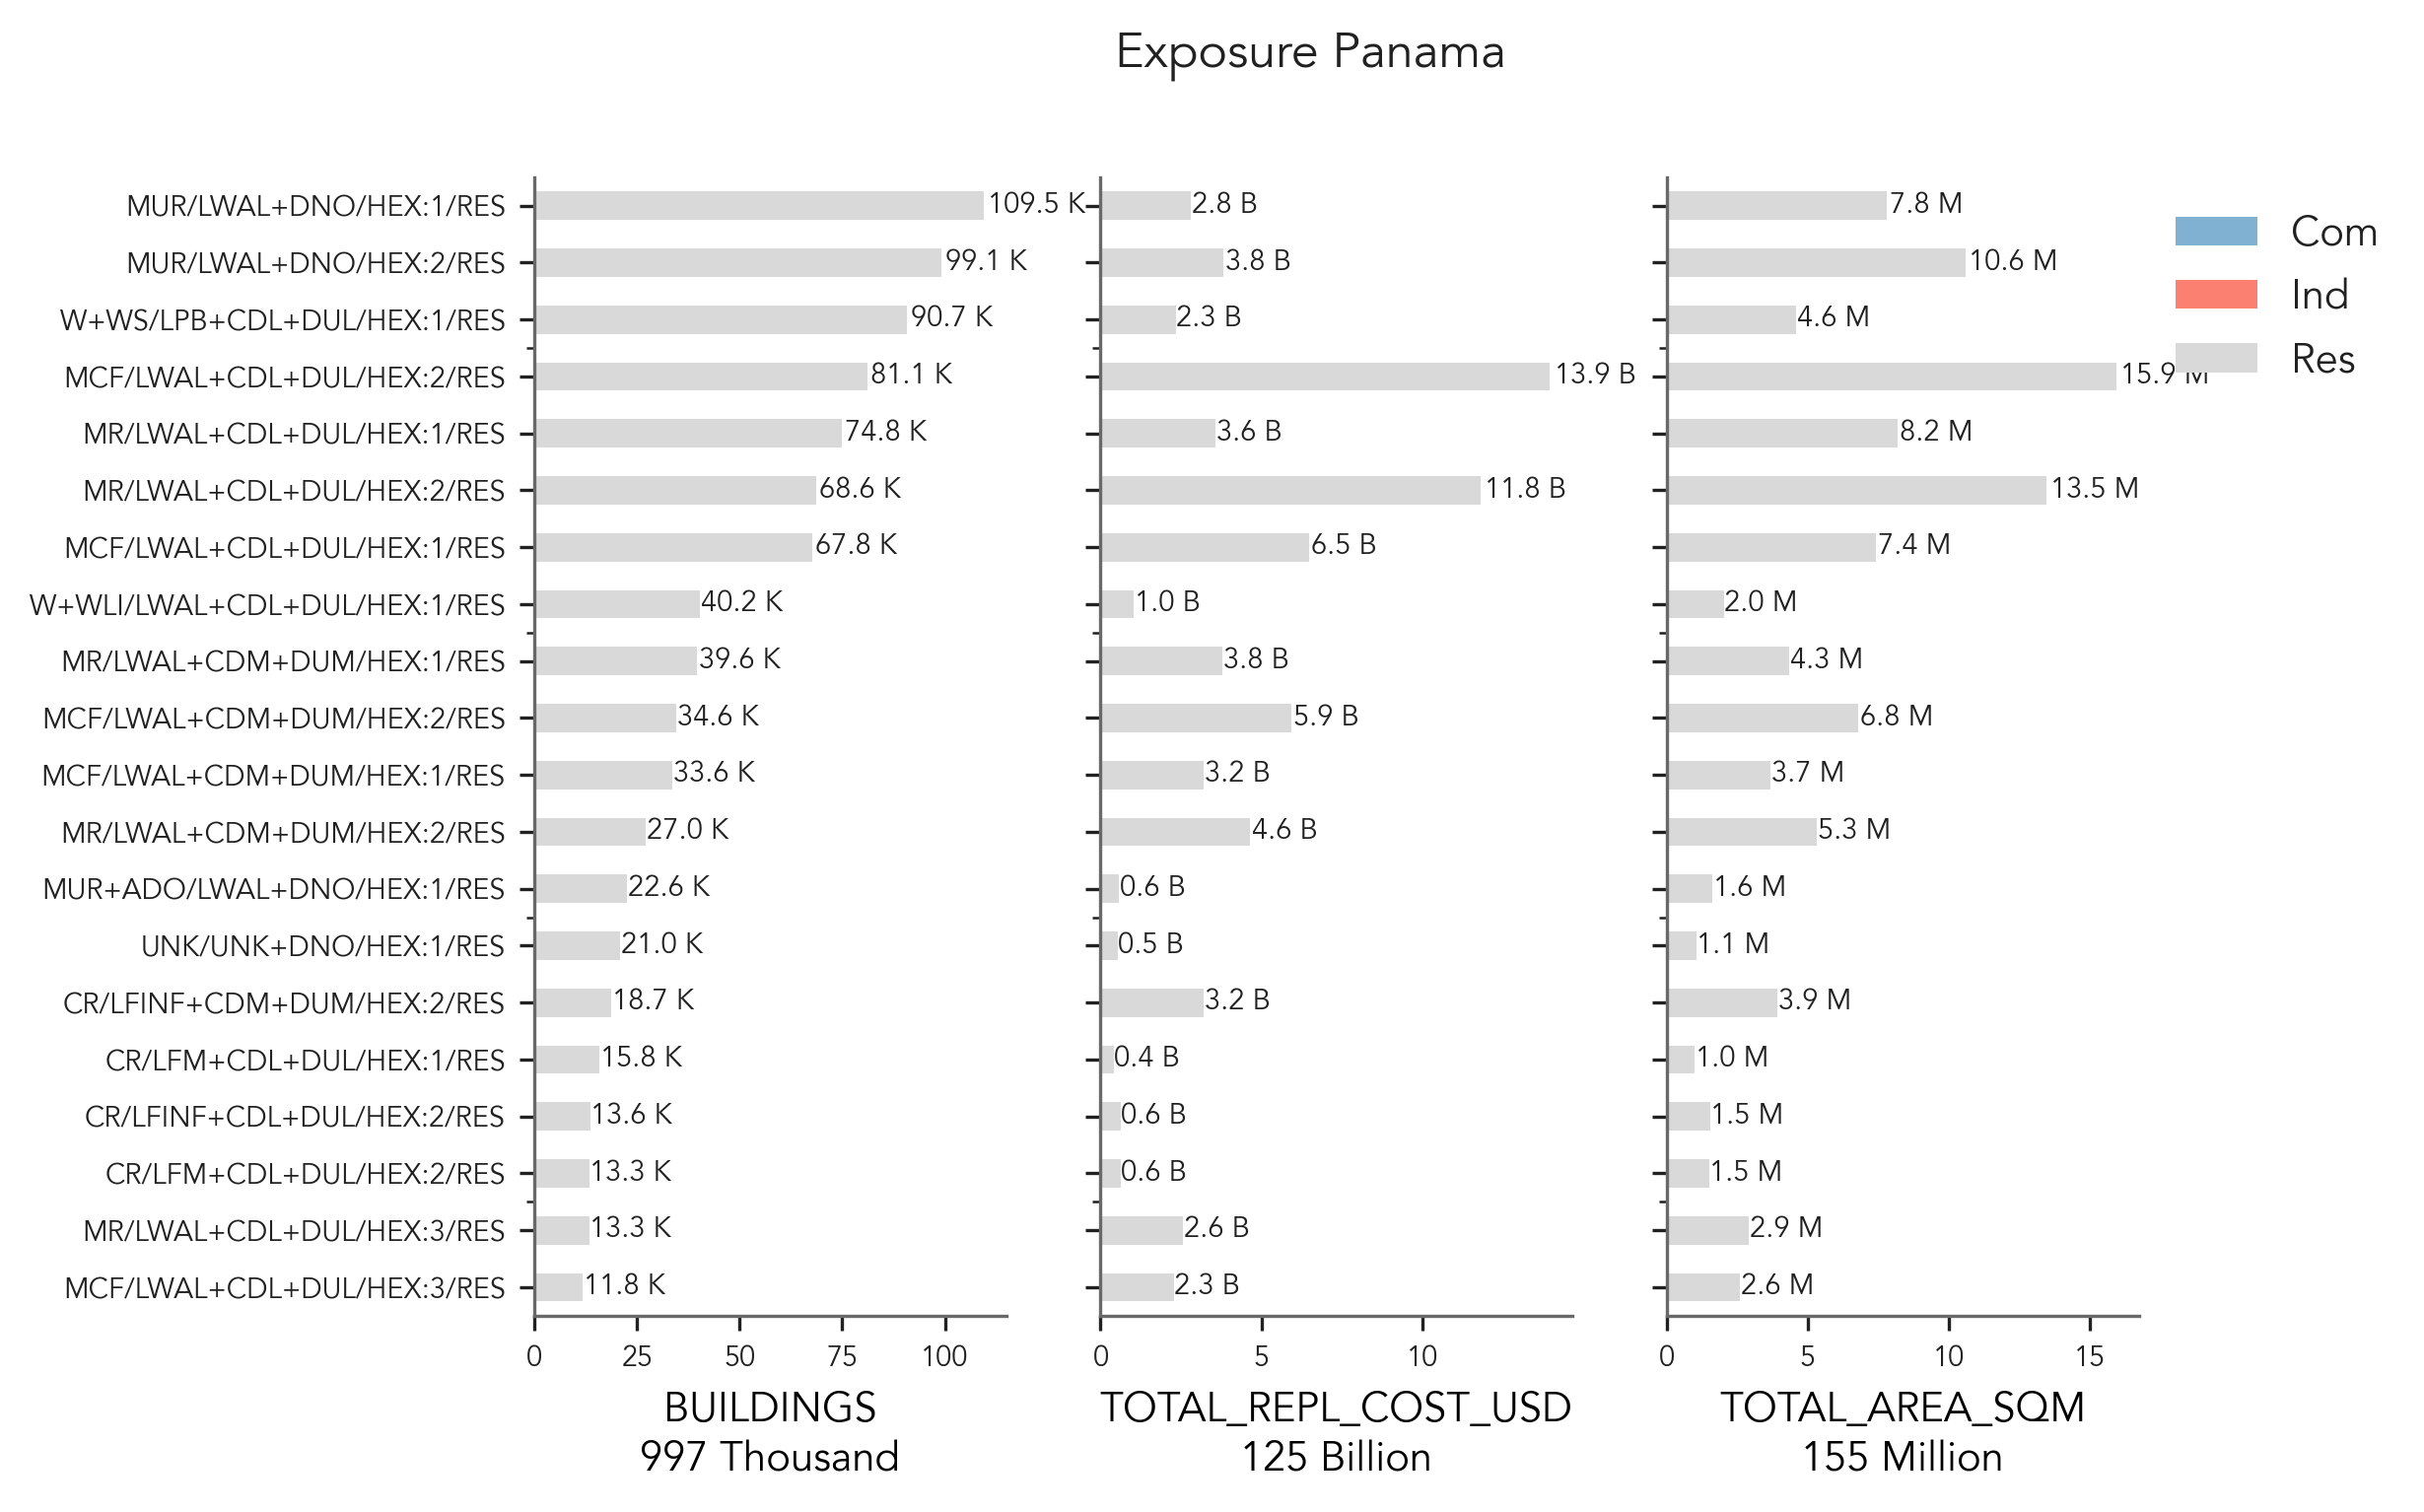 Exposure Panama
MUR/LWAL+DNO/HEX:1/RES 109.5 K 2.8 B 7.8 M
MUR/LWAL+DNO/HEX:2/RES 99.1 K 3.8 B 10.6 M
W+WS/LPB+CDL+DUL/HEX:1/RES 90.7 K 2.3 B 4.6 M
MCF/LWAL+CDL+DUL/HEX:2/RES 81.1 K 13.9 B 15.9 M
MR/LWAL+CDL+DUL/HEX:1/RES 74.8 K 3.6 B 8.2 M
MR/LWAL+CDL+DUL/HEX:2/RES 68.6 K 11.8 B 13.5 M
MCF/LWAL+CDL+DUL/HEX:1/RES 67.8 K 6.5 B 7.4 M
W+WLI/LWAL+CDL+DUL/HEX:1/RES 40.2 K 1.0 B 2.0 M
MR/LWAL+CDM+DUM/HEX:1/RES 39.6 K 3.8 B 4.3 M
MCF/LWAL+CDM+DUM/HEX:2/RES 34.6 K 5.9 B 6.8 M
MCF/LWAL+CDM+DUM/HEX:1/RES 33.6 K 3.2 B 3.7 M
MR/LWAL+CDM+DUM/HEX:2/RES 27.0 K 4.6 B 5.3 M
MUR+ADO/LWAL+DNO/HEX:1/RES 22.6 K 0.6 B 1.6 M
UNK/UNK+DNO/HEX:1/RES 21.0 K 0.5 B 1.1 M
CR/LFINF+CDM+DUM/HEX:2/RES 18.7 K 3.2 B 3.9 M
CR/LFM+CDL+DUL/HEX:1/RES 15.8 K 0.4 B 1.0 M
CR/LFINF+CDL+DUL/HEX:2/RES 13.6 K 0.6 B 1.5 M
CR/LFM+CDL+DUL/HEX:2/RES 13.3 K 0.6 B 1.5 M
MR/LWAL+CDL+DUL/HEX:3/RES 13.3 K 2.6 B 2.9 M
MCF/LWAL+CDL+DUL/HEX:3/RES 11.8 K 2.3 B 2.6 M
0 25 50 75 100
BUILDINGS
997 Thousand
0 5 10
TOTAL_REPL_COST_USD
125 Billion
0 5 10 15
TOTAL_AREA_SQM
155 Million
Com
Ind
Res